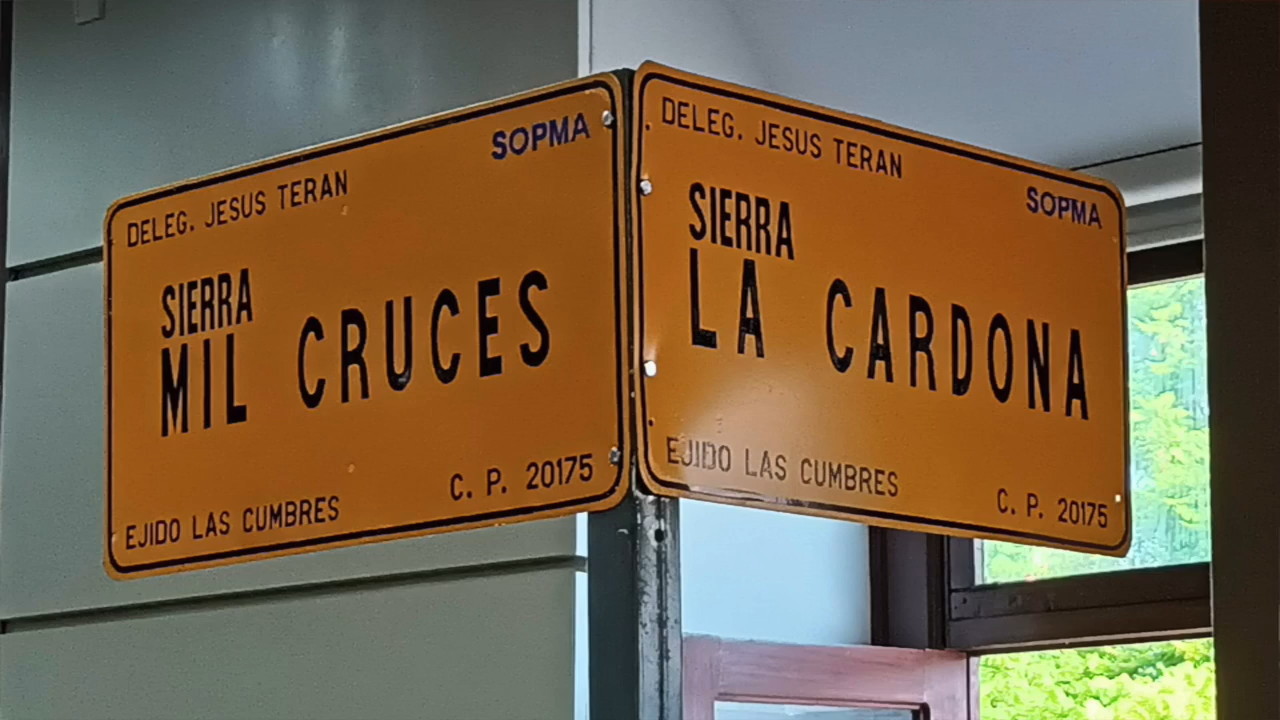 SOPMA
DELEG. JESUS TERAN
SIERRA
MIL CRUCES
EJIDO LAS CUMBRES
C. P. 20175
DELEG. JESUS TERAN
SOPMA
SIERRA
LA CARDONA
EJIDO LAS CUMBRES
C. P. 20175